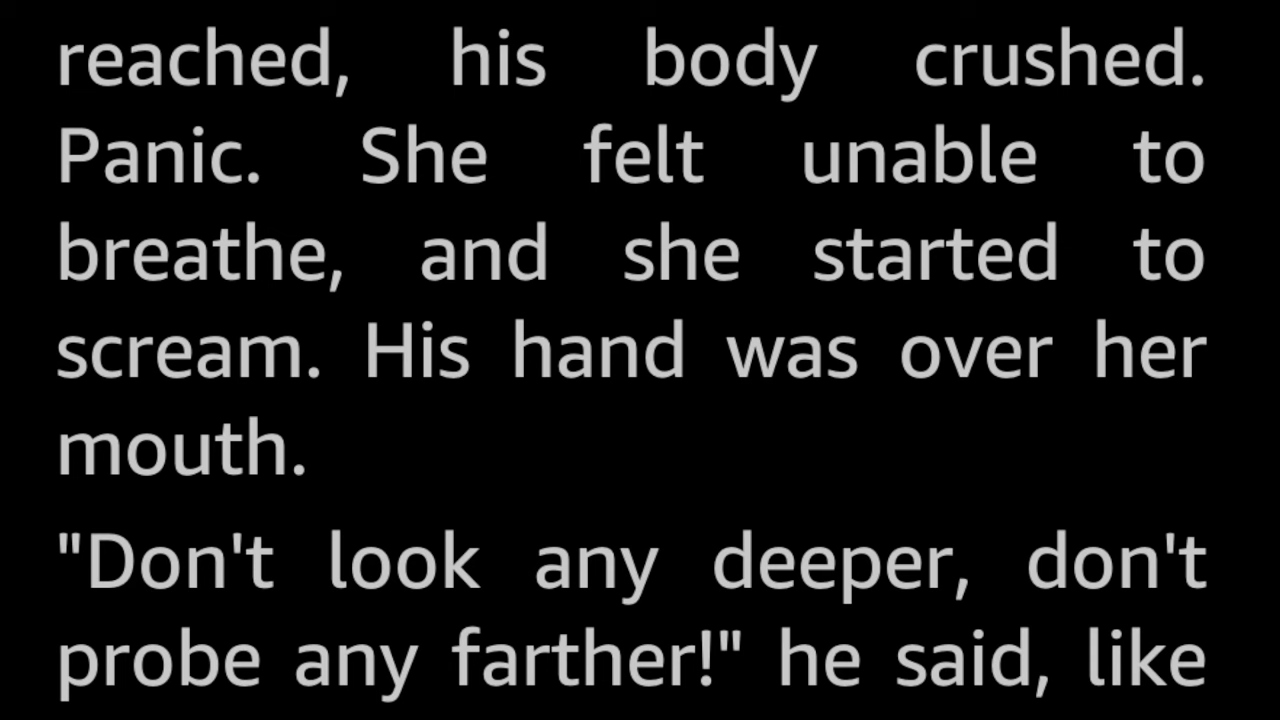 reached, his body crushed.
Panic. She felt unable to
breathe, and she started to
scream. His hand was over her
mouth.
"Don't look any deeper, don't
probe any farther!" he said, like